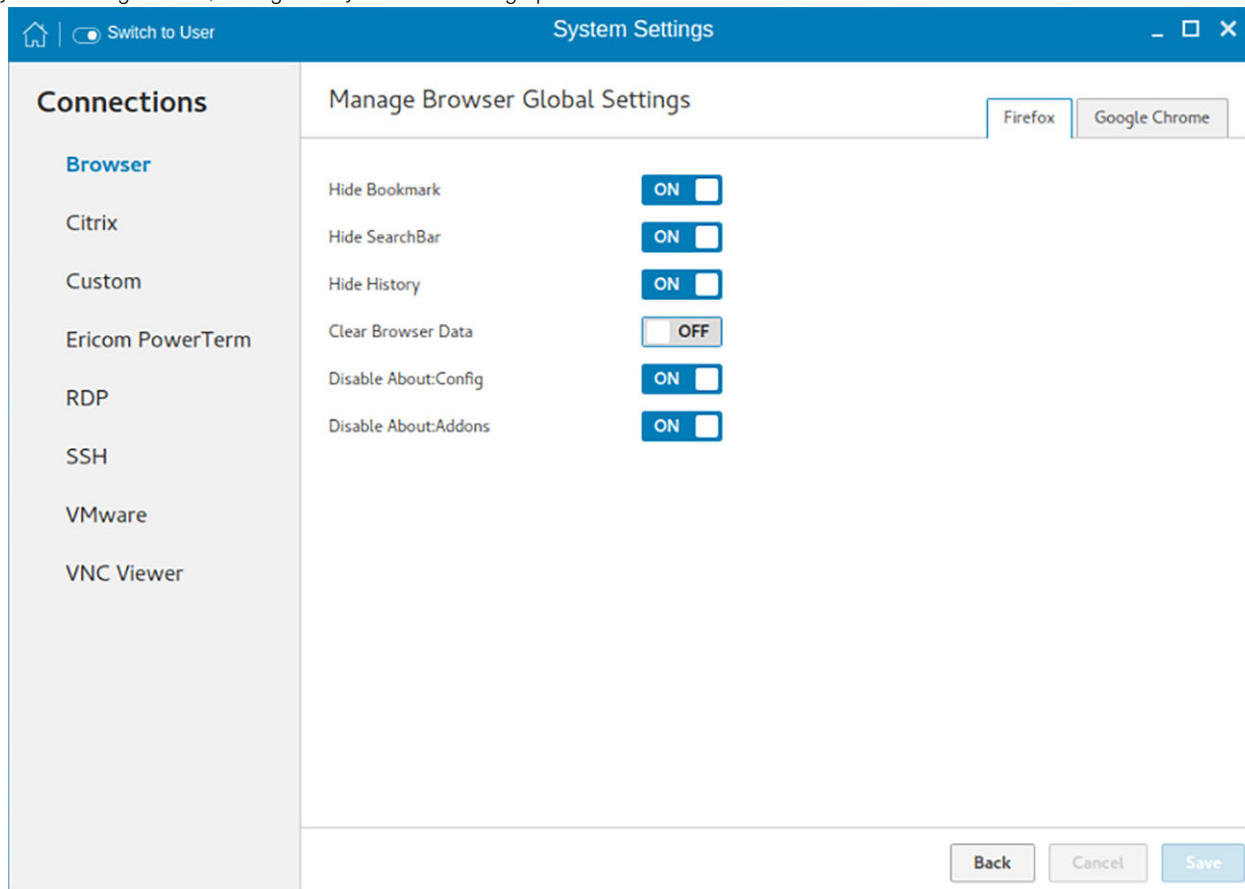 Switch to User
System Settings
Connections
Manage Browser Global Settings
Firefox
Google Chrome
Browser
Citrix
Custom
Ericom PowerTerm
RDP
SSH
VMware
VNC Viewer
Hide Bookmark ON
Hide SearchBar ON
Hide History ON
Clear Browser Data OFF
Disable About:Config ON
Disable About:Addons ON
Back
Cancel
Save